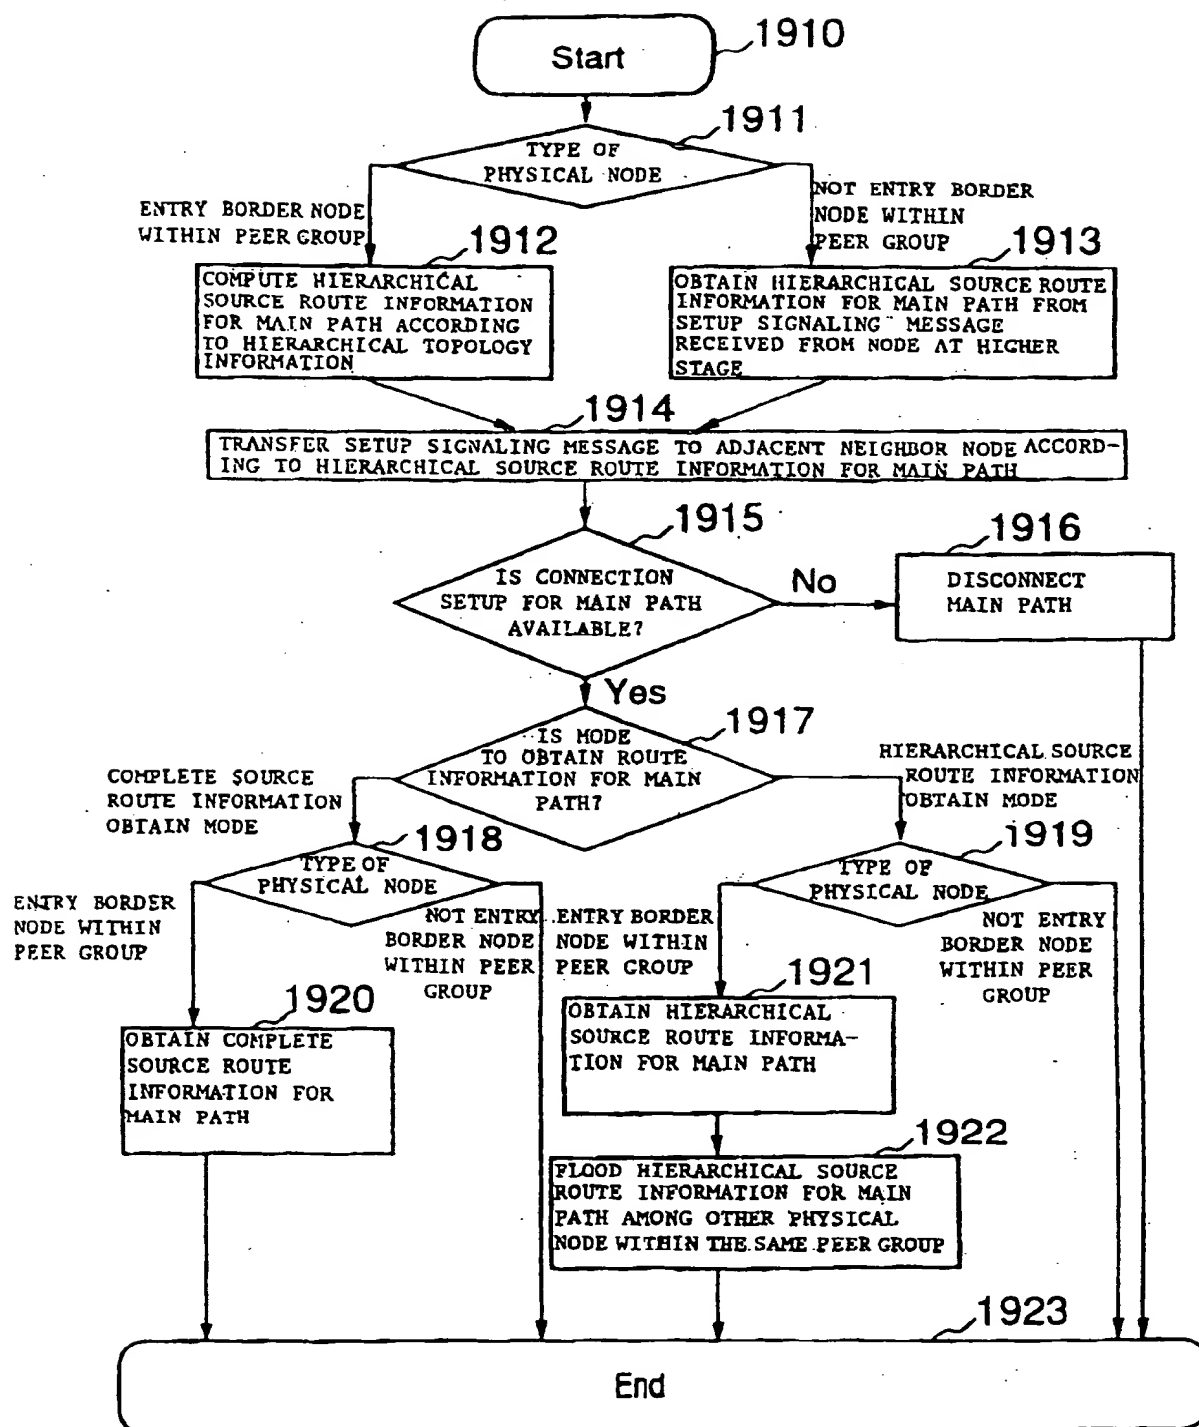 1910
Start
1911
TYPE OF
PHYSICAL NODE
ENTRY BORDER NODE
WITHIN PEER GROUP
NOT ENTRY BORDER
NODE WITHIN
PEER GROUP
1912
1913
COMPUTE HIERARCHICAL
SOURCE ROUTE INFORMATION
FOR MAIN PATH ACCORDING
TO HIERARCHICAL TOPOLOGY
INFORMATION
OBTAIN HIERARCHICAL SOURCE ROUTE
INFORMATION FOR MAIN PATH FROM
SETUP SIGNALING MESSAGE
RECEIVED FROM NODE AT HIGHER
STAGE
1914
TRANSFER SETUP SIGNALING MESSAGE TO ADJACENT NEIGHBOR NODE ACCORD-
ING TO HIERARCHICAL SOURCE ROUTE INFORMATION FOR MAIN PATH
1915
IS CONNECTION
SETUP FOR MAIN PATH
AVAILABLE?
No
1916
DISCONNECT
MAIN PATH
Yes
1917
IS MODE
TO OBTAIN ROUTE
INFORMATION FOR MAIN
PATH?
COMPLETE SOURCE
ROUTE INFORMATION
OBTAIN MODE
HIERARCHICAL SOURCE
ROUTE INFORMATION
OBTAIN MODE
1918
TYPE OF
PHYSICAL NODE
1919
TYPE OF
PHYSICAL NODE
ENTRY BORDER
NODE WITHIN
PEER GROUP
NOT ENTRY
BORDER NODE
WITHIN PEER
GROUP
ENTRY BORDER
NODE WITHIN
PEER CROUP
NOT ENTRY
BORDER NODE
WITHIN PEER
GROUP
1920
OBTAIN COMPLETE
SOURCE ROUTE
INFORMATION FOR
MAIN PATH
1921
OBTAIN HIERARCHICAL
SOURCE ROUTE INFORMA-
TION FOR MAIN PATH
1922
FLOOD HIERARCHICAL SOURCE
ROUTE INFORMATION FOR MAIN
PATH AMONG OTHER PHYSICAL
NODE WITHIN THE SAME PEER GROUP
1923
End